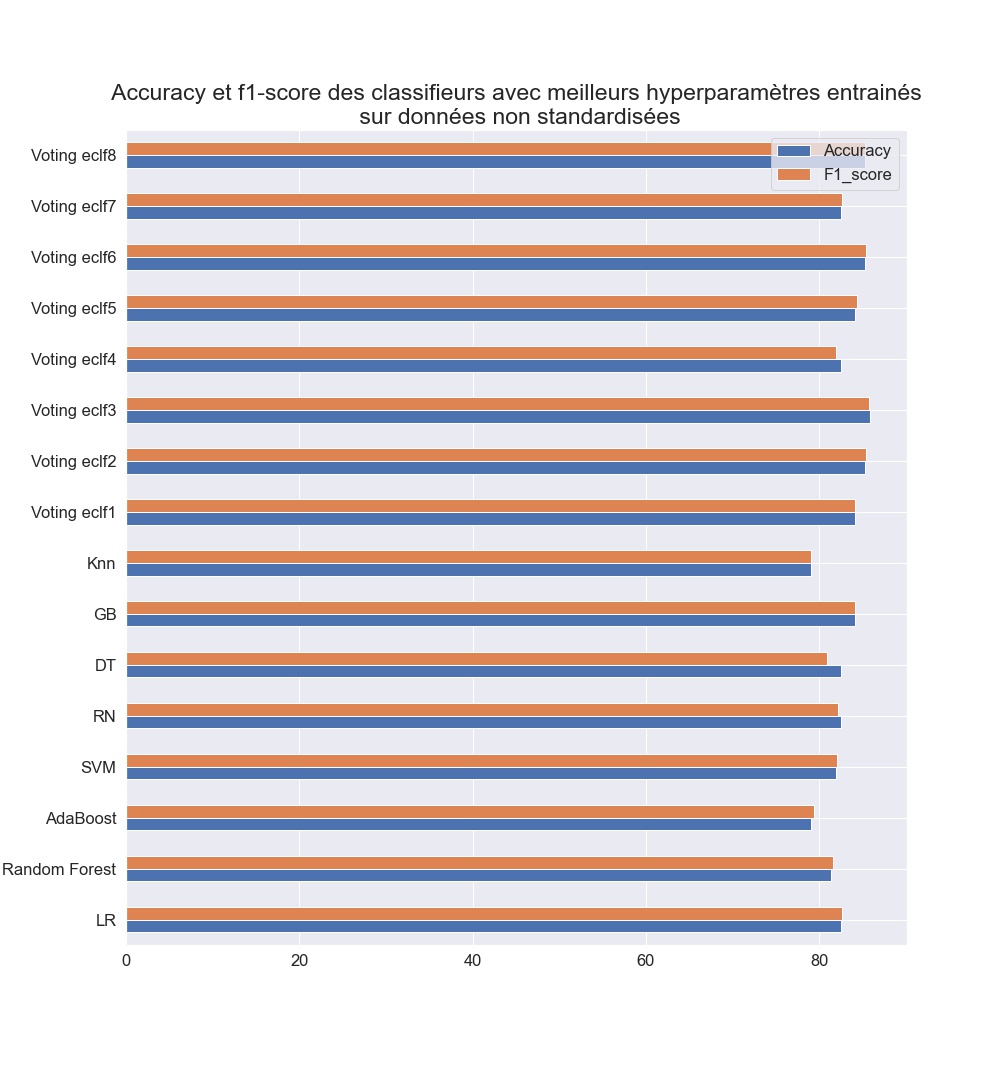 Accuracy et f1-score des classifieurs avec meilleurs hyperparamètres entrainés
sur données non standardisées
Accuracy
F1_score
Voting eclf8
Voting eclf7
Voting eclf6
Voting eclf5
Voting eclf4
Voting eclf3
Voting eclf2
Voting eclf1
Knn
GB
DT
RN
SVM
AdaBoost
Random Forest
LR
0 20 40 60 80